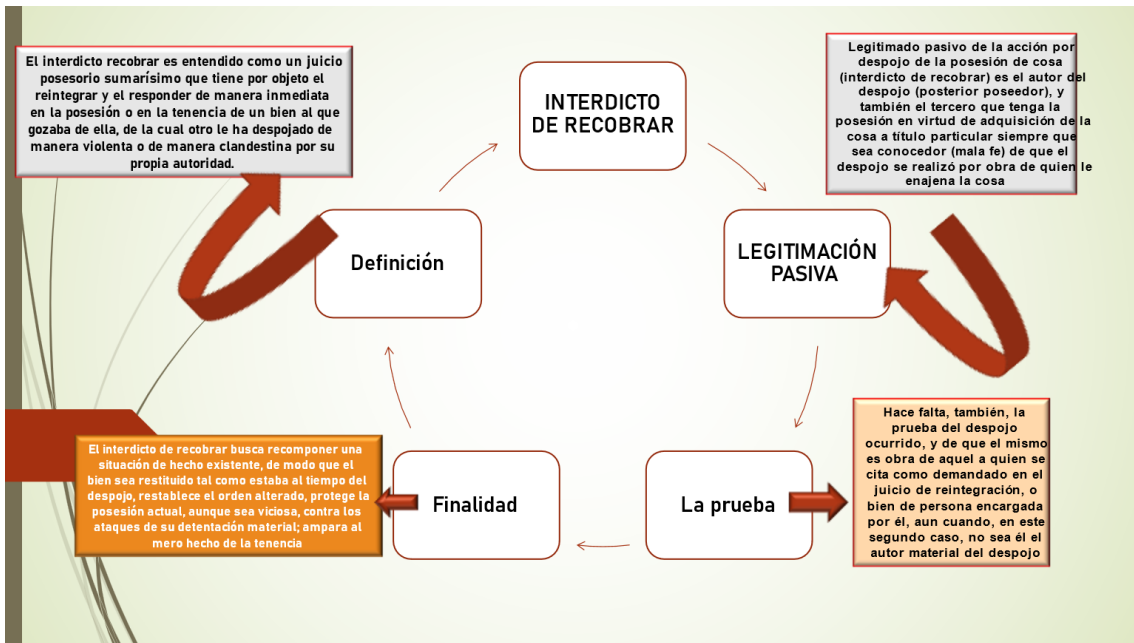 El interdicto recobrar es entendido como un juicio
posesorio sumarísimo que tiene por objeto el
reintegrar y el responder de manera inmediata
en la posesión o en la tenencia de un bien al que
gozaba de ella, de la cual otro le ha despojado de
manera violenta o de manera clandestina por su
propia autoridad.
INTERDICTO
DE RECOBRAR
Legitimado pasivo de la acción por
despojo de la posesión de cosa
(interdicto de recobrar) es el autor del
despojo (posterior poseedor), y
también el tercero que tenga la
posesión en virtud de adquisición de la
cosa a título particular siempre que
sea conocedor (mala fe) de que el
despojo se realizó por obra de quien le
enajena la cosa
Definición
LEGITIMACIÓN
PASIVA
El interdicto de recobrar busca recomponer una
situación de hecho existente, de modo que el
bien sea restituido tal como estaba al tiempo del
despojo, restablece el orden alterado, protege la
posesión actual, aunque sea viciosa, contra los
ataques de su detentación material; ampara al
mero hecho de la tenencia
Finalidad
La prueba
Hace falta, también, la
prueba del despojo
ocurrido, y de que el mismo
es obra de aquel a quien se
cita como demandado en el
juicio de reintegración, o
bien de persona encargada
por él, aun cuando, en este
segundo caso, no sea él el
autor material del despojo